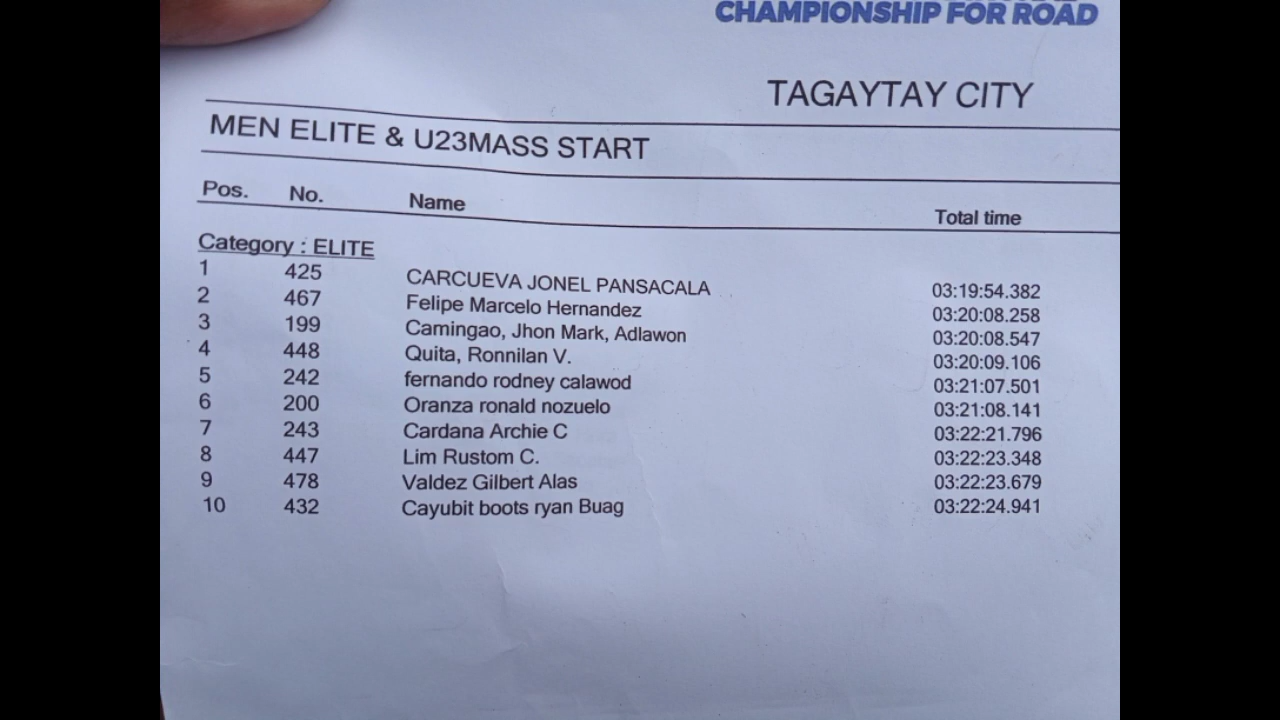 CHAMPIONSHIP FOR ROAD
TAGAYTAY CITY
MEN ELITE & U23MASS START
Pos. No. Name Total time
Category : ELITE
1 425 CARCUEVA JONEL PANSACALA 03:19:54.382
2 467 Felipe Marcelo Hernandez 03:20:08.258
3 199 Camingao, Jhon Mark, Adlawon 03:20:08.547
4 448 Quita, Ronnilan V. 03:20:09.106
5 242 fernando rodney calawod 03:21:07.501
6 200 Oranza ronald nozuelo 03:21:08.141
7 243 Cardana Archie C 03:22:21.796
8 447 Lim Rustom C. 03:22:23.348
9 478 Valdez Gilbert Alas 03:22:23.679
10 432 Cayubit boots ryan Buag 03:22:24.941